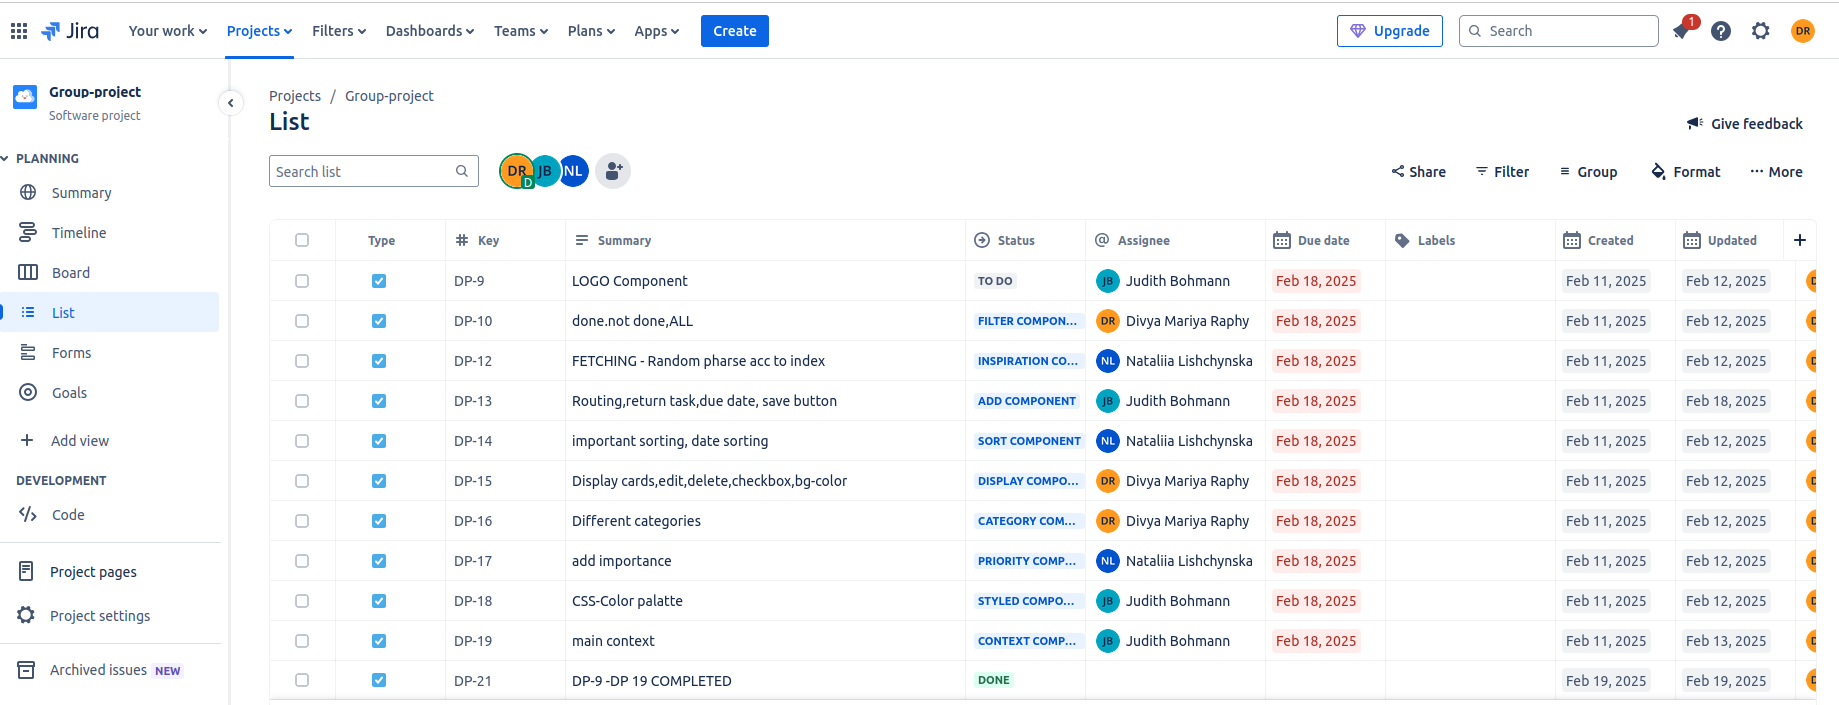 Jira Your work Projects Filters Dashboards Teams Plans Apps Create Upgrade Search 1 DR
Group-project
Software project
Projects / Group-project
List
Give feedback
Search list DR D JB NL Share Filter Group Format More
PLANNING
Summary
Timeline
Board
List
Forms
Goals
Add view
DEVELOPMENT
Code
Project pages
Project settings
Archived issues NEW
Type Key Summary Status Assignee Due date Labels Created Updated
DP-9 LOGO Component TO DO JB Judith Bohmann Feb 18, 2025 Feb 11, 2025 Feb 12, 2025
DP-10 done.not done,ALL FILTER COMPON... DR Divya Mariya Raphy Feb 18, 2025 Feb 11, 2025 Feb 12, 2025
DP-12 FETCHING - Random pharse acc to index INSPIRATION CO... NL Nataliia Lishchynska Feb 18, 2025 Feb 11, 2025 Feb 12, 2025
DP-13 Routing,return task,due date, save button ADD COMPONENT JB Judith Bohmann Feb 18, 2025 Feb 11, 2025 Feb 18, 2025
DP-14 important sorting, date sorting SORT COMPONENT NL Nataliia Lishchynska Feb 18, 2025 Feb 11, 2025 Feb 12, 2025
DP-15 Display cards,edit,delete,checkbox,bg-color DISPLAY COMPO... DR Divya Mariya Raphy Feb 18, 2025 Feb 11, 2025 Feb 12, 2025
DP-16 Different categories CATEGORY COM... DR Divya Mariya Raphy Feb 18, 2025 Feb 11, 2025 Feb 12, 2025
DP-17 add importance PRIORITY COMP... NL Nataliia Lishchynska Feb 18, 2025 Feb 11, 2025 Feb 12, 2025
DP-18 CSS-Color palatte STYLED COMPO... JB Judith Bohmann Feb 18, 2025 Feb 11, 2025 Feb 12, 2025
DP-19 main context CONTEXT COMP... JB Judith Bohmann Feb 18, 2025 Feb 11, 2025 Feb 13, 2025
DP-21 DP-9 -DP 19 COMPLETED DONE Feb 19, 2025 Feb 19, 2025